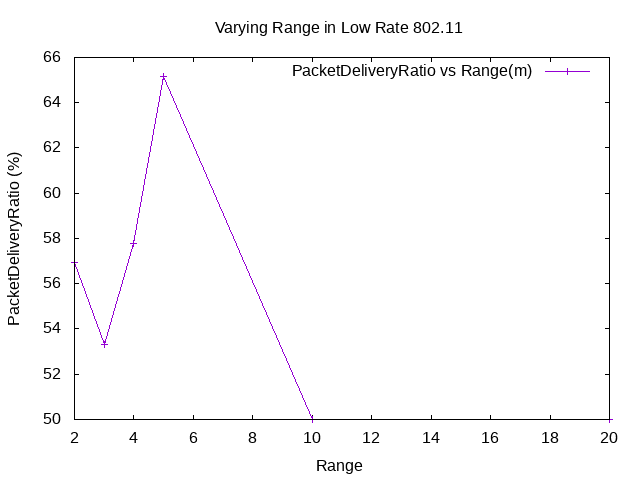 Varying Range in Low Rate 802.11
PacketDeliveryRatio vs Range(m)
PacketDeliveryRatio (%)
66
64
62
60
58
56
54
52
50
2 4 6 8 10 12 14 16 18 20
Range